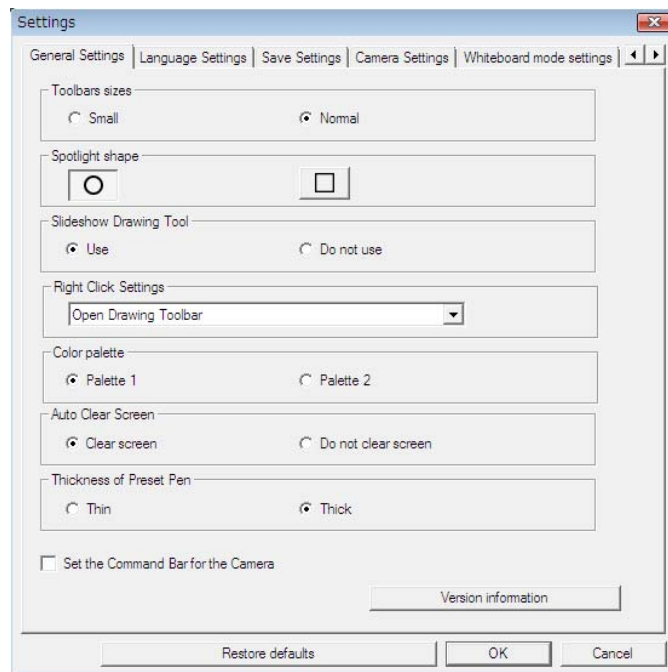 Settings
General Settings Language Settings Save Settings Camera Settings Whiteboard mode settings
Toolbars sizes
Small Normal
Spotlight shape
Slideshow Drawing Tool
Use Do not use
Right Click Settings
Open Drawing Toolbar
Color palette
Palette 1 Palette 2
Auto Clear Screen
Clear screen Do not clear screen
Thickness of Preset Pen
Thin Thick
Set the Command Bar for the Camera
Version information
Restore defaults OK Cancel